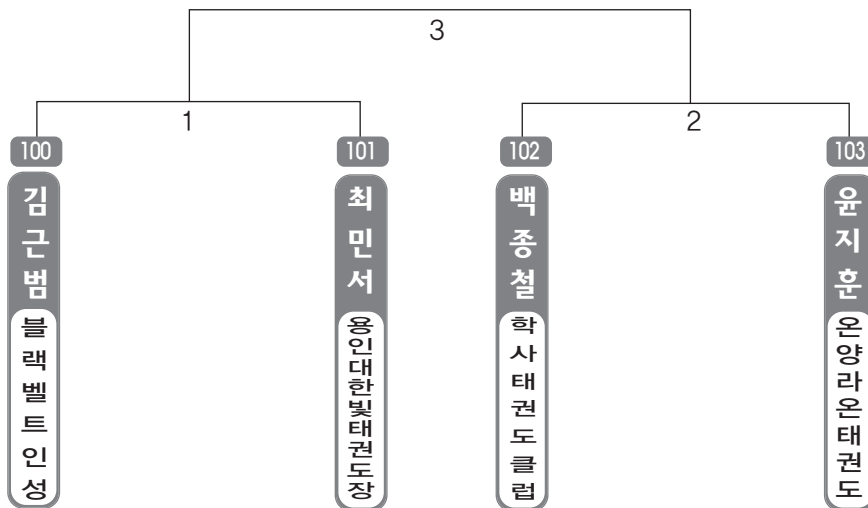 3
1
2
100
101
102
103
김근범
최민서
백종철
윤지훈
블랙벨트인성
용인대한빛태권도장
학사태권도클럽
온양라온태권도